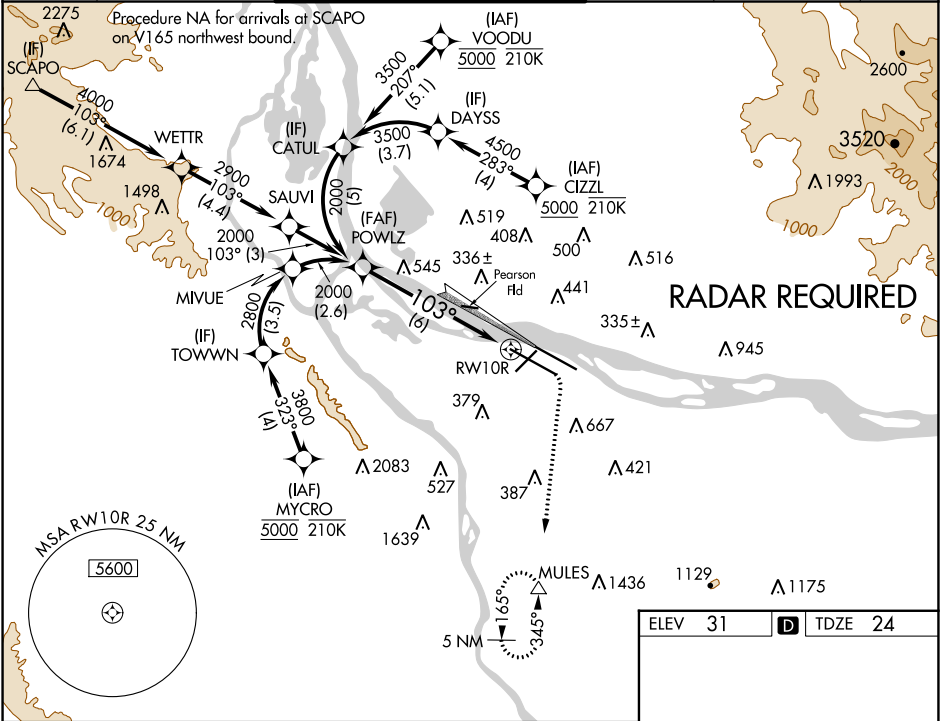 Procedure NA for arrivals at SCAPO
on V165 northwest bound.
2275
(IF)
SCAPO
4000
103°
(6.1)
1674
WETTR
1498
1000
2900
103°
(4.4)
SAUVI
2000
103° (3)
(IAF)
VOODU
5000 210K
3500
207°
(5.1)
(IF)
DAYSS
(IF)
CATUL
3500
(3.7)
4500
283°
(4)
(IAF)
CIZZL
5000 210K
2000
(5)
(FAF)
POWLZ
2600
3520
2000
1993
1000
519
408
500
516
545
336±
Pearson
Fld
441
RADAR REQUIRED
335±
945
MIVUE
2000
(2.6)
103°
(6)
RW10R
2800
(3.5)
(IF)
TOWWN
3800
323°
(4)
(IAF)
MYCRO
5000 210K
379
667
2083
527
387
421
1639
MSA RW10R 25 NM
5600
MULES
1436
1129
1175
165°
345°
5 NM
ELEV 31 D TDZE 24